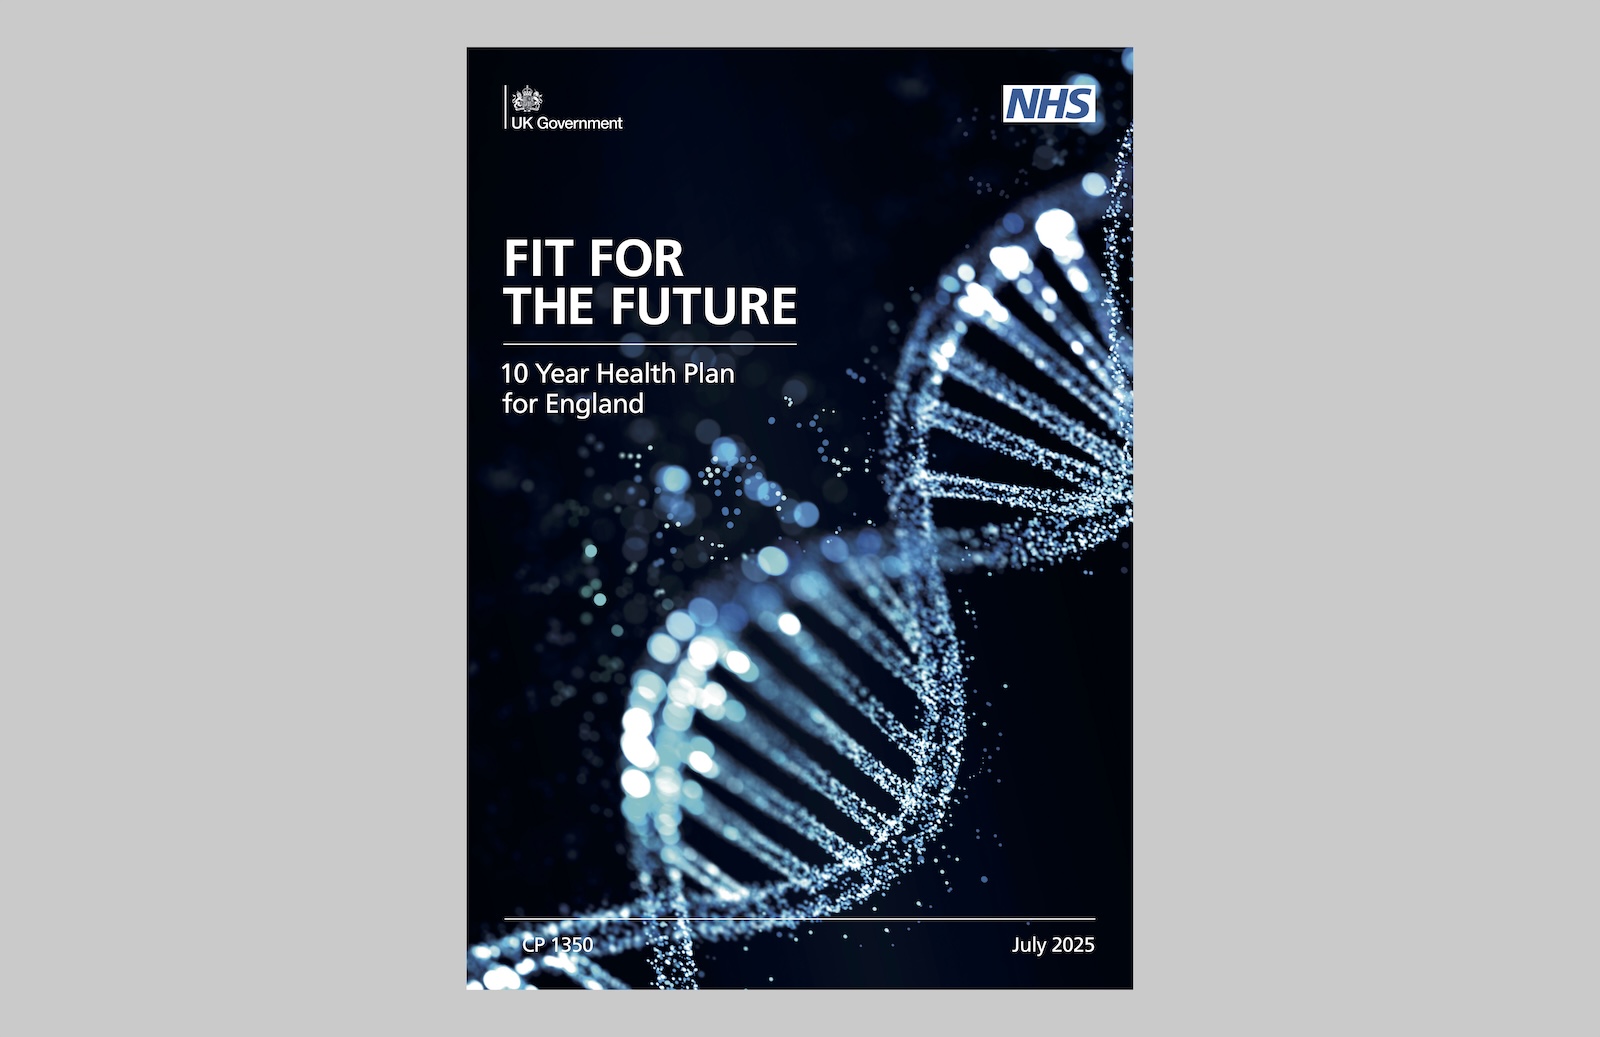 UK Government
NHS
FIT FOR
THE FUTURE
10 Year Health Plan
for England
CP 1350
July 2025